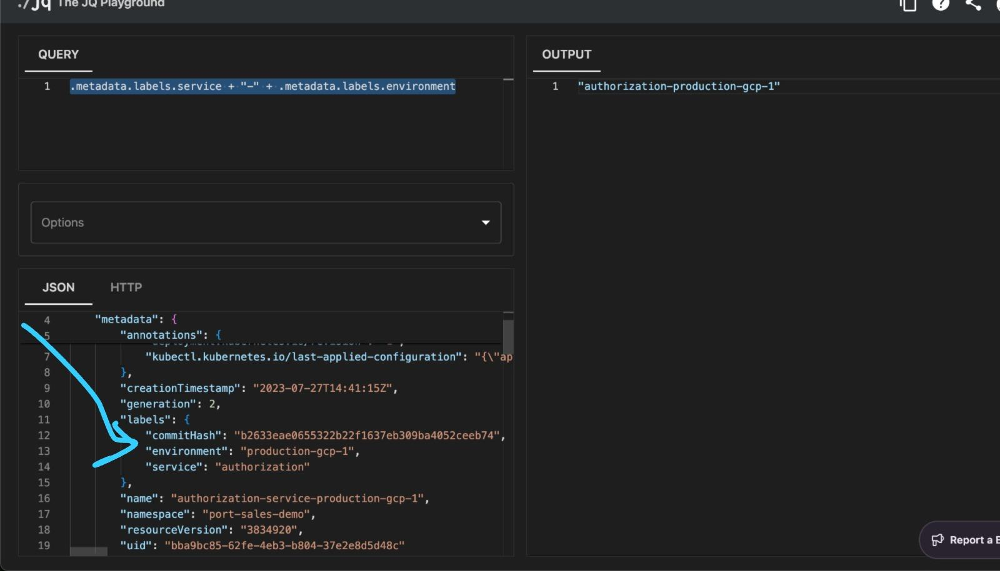 ./jq The JQ Playground
QUERY
1 .metadata.labels.service + "-" + .metadata.labels.environment
OUTPUT
1 "authorization-production-gcp-1"
Options
JSON HTTP
4 "metadata": {
5 "annotations": {
7 "kubectl.kubernetes.io/last-applied-configuration": "{\"ap
8 },
9 "creationTimestamp": "2023-07-27T14:41:15Z",
10 "generation": 2,
11 "labels": {
12 "commitHash": "b2633eae0655322b22f1637eb309ba4052ceeb74",
13 "environment": "production-gcp-1",
14 "service": "authorization"
15 },
16 "name": "authorization-service-production-gcp-1",
17 "namespace": "port-sales-demo",
18 "resourceVersion": "3834920",
19 "uid": "bba9bc85-62fe-4eb3-b804-37e2e8d5d48c"
Report a